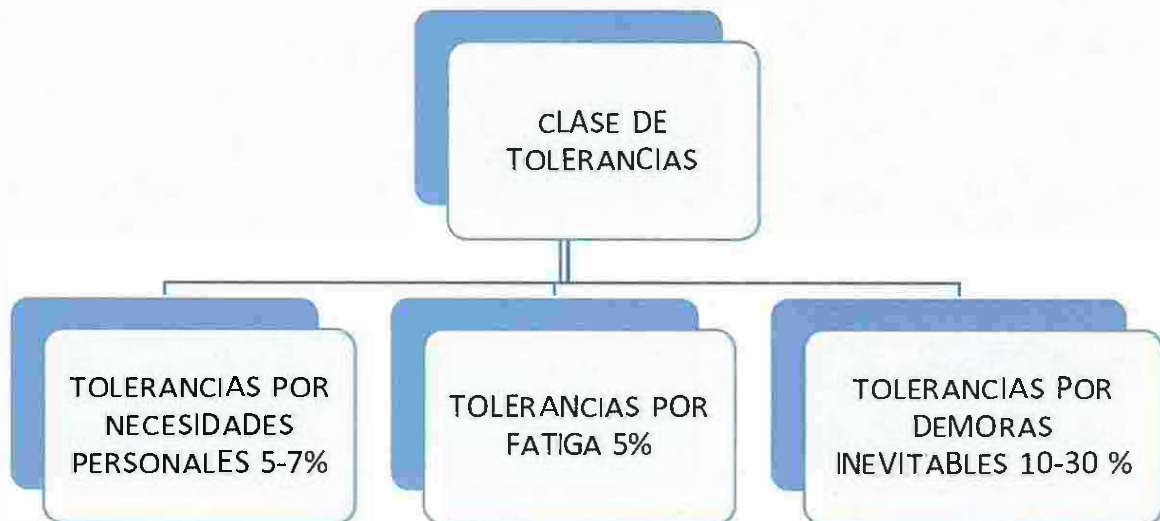 CLASE DE
TOLERANCIAS
TOLERANCIAS POR
NECESIDADES
PERSONALES 5-7%
TOLERANCIAS POR
FATIGA 5%
TOLERANCIAS POR
DEMORAS
INEVITABLES 10-30 %